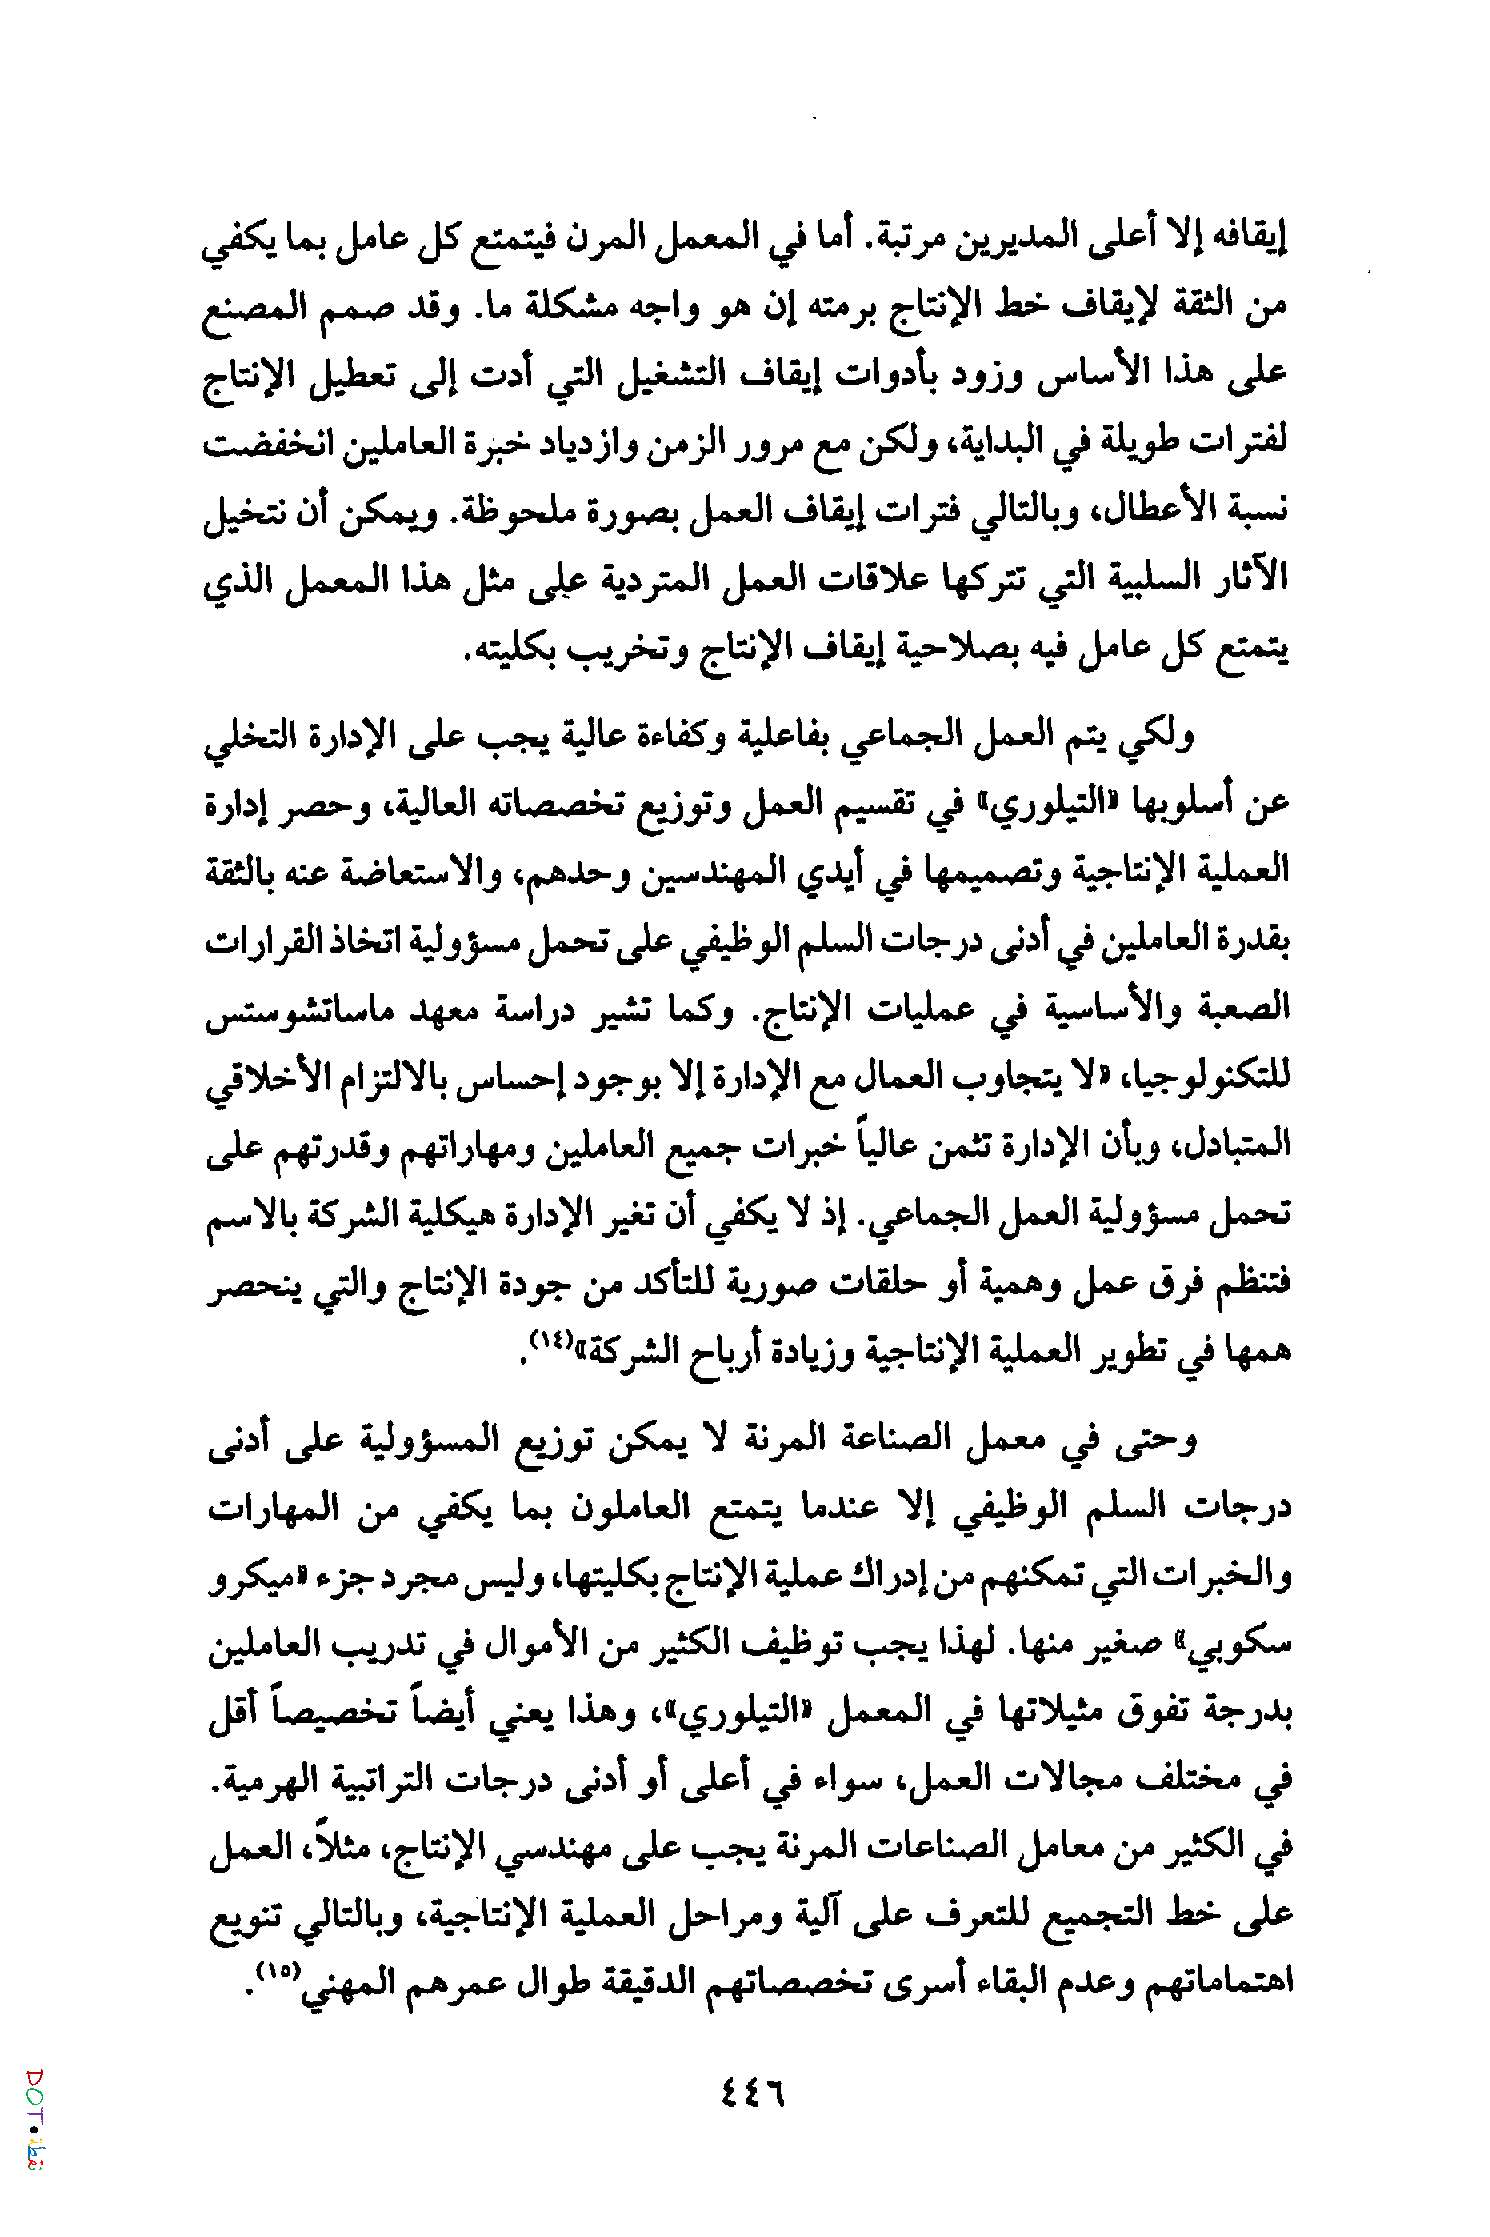 إيقافه إلا أعلى المديرين مرتبة. أما في المعمل المرن فيتمتع كل عامل بما يكفي
من الثقة لإيقاف خط الإنتاج برمته إن هو واجه مشكلة ما. وقد صمم المصنع
على هذا الأساس وزود بأدوات إيقاف التشغيل التي أدت إلى تعطيل الإنتاج
لفترات طويلة في البداية، ولكن مع مرور الزمن وازدياد خبرة العاملين انخفضت
نسبة الأعطال، وبالتالي فترات إيقاف العمل بصورة ملحوظة. ويمكن أن نتخيل
الآثار السلبية التي تتركها علاقات العمل المتردية على مثل هذا المعمل الذي
يتمتع كل عامل فيه بصلاحية إيقاف الإنتاج وتخريب بكليته.
ولكي يتم العمل الجماعي بفاعلية وكفاءة عالية يجب على الإدارة التخلي
عن أسلوبها «التيلوري» في تقسيم العمل وتوزيع تخصصاته العالية، وحصر إدارة
العملية الإنتاجية وتصميمها في أيدي المهندسين وحدهم، والاستعاضة عنه بالثقة
بقدرة العاملين في أدنى درجات السلم الوظيفي على تحمل مسؤولية اتخاذ القرارات
الصعبة والأساسية في عمليات الإنتاج. وكما تشير دراسة معهد ماساتشوستس
للتكنولوجيا، «لا يتجاوب العمال مع الإدارة إلا بوجود إحساس بالالتزام الأخلاقي
المتبادل، وبأن الإدارة تثمن عالياً خبرات جميع العاملين ومهاراتهم وقدرتهم على
تحمل مسؤولية العمل الجماعي. إذ لا يكفي أن تغير الإدارة هيكلية الشركة بالاسم
فتنظم فرق عمل وهمية أو حلقات صورية للتأكد من جودة الإنتاج والتي ينحصر
همها في تطوير العملية الإنتاجية وزيادة أرباح الشركة»(١٤).
وحتى في معمل الصناعة المرنة لا يمكن توزيع المسؤولية على أدنى
درجات السلم الوظيفي إلا عندما يتمتع العاملون بما يكفي من المهارات
والخبرات التي تمكنهم من إدراك عملية الإنتاج بكليتها، وليس مجرد جزء «ميكرو
سكوبي» صغير منها. لهذا يجب توظيف الكثير من الأموال في تدريب العاملين
بدرجة تفوق مثيلاتها في المعمل «التيلوري»، وهذا يعني أيضاً تخصيصاً أقل
في مختلف مجالات العمل، سواء في أعلى أو أدنى درجات التراتبية الهرمية.
في الكثير من معامل الصناعات المرنة يجب على مهندسي الإنتاج، مثلاً، العمل
على خط التجميع للتعرف على آلية ومراحل العملية الإنتاجية، وبالتالي تنويع
اهتماماتهم وعدم البقاء أسرى تخصصاتهم الدقيقة طوال عمرهم المهني(١٥).
٤٤٦
DOT • نقطة